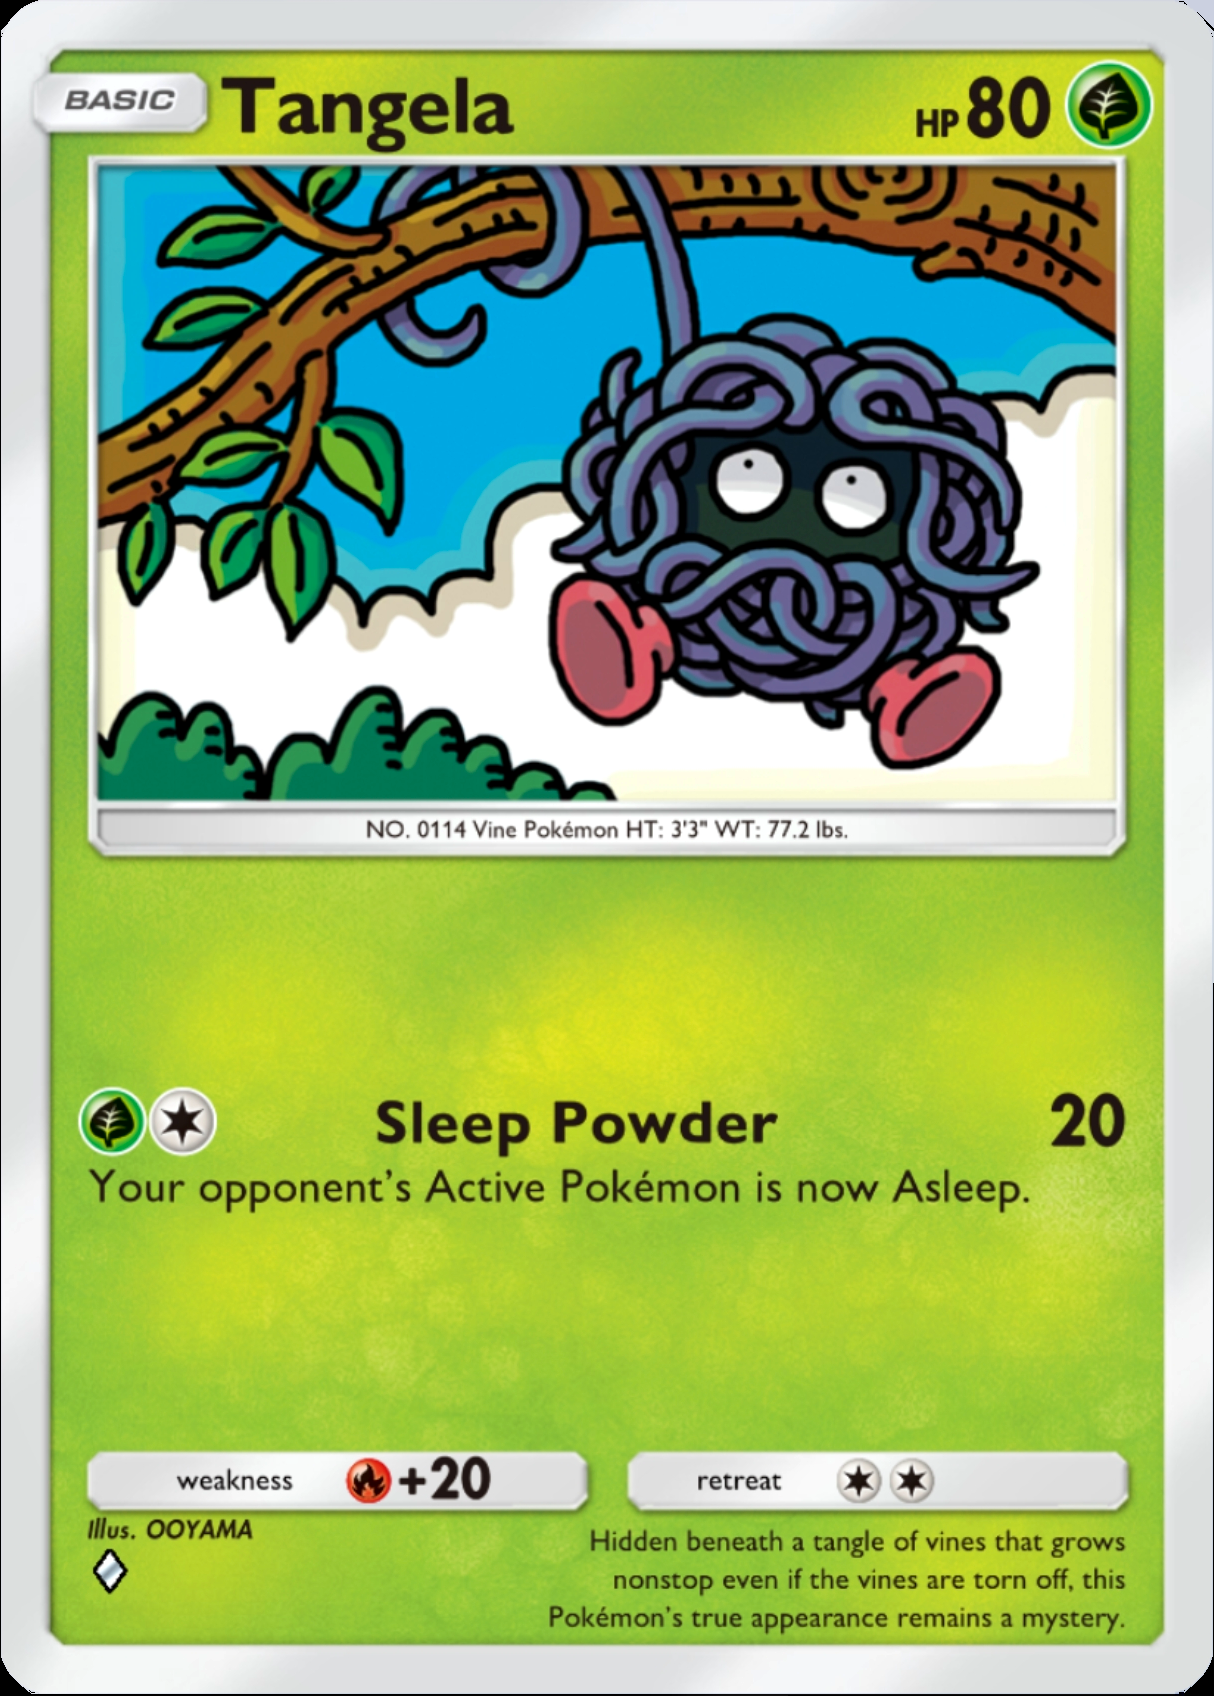 BASIC
Tangela
HP 80
NO. 0114 Vine Pokémon HT: 3'3" WT: 77.2 lbs.
Sleep Powder 20
Your opponent's Active Pokémon is now Asleep.
weakness +20
retreat
Illus. OOYAMA
Hidden beneath a tangle of vines that grows
nonstop even if the vines are torn off, this
Pokémon's true appearance remains a mystery.